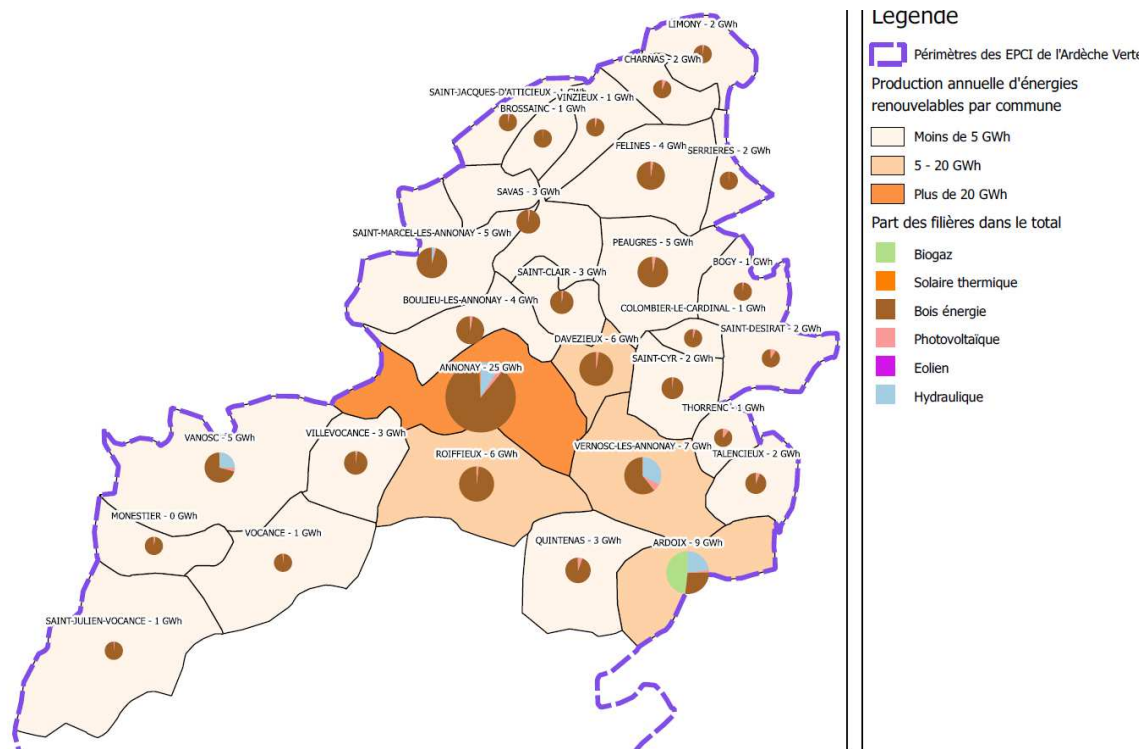 LIMONY - 2 GWh
CHARNAS - 2 GWh
SAINT-JACQUES-D'ATTICIEUX - 1 GWh
VINZIEUX - 1 GWh
BROSSAINC - 1 GWh
FELINES - 4 GWh
SERRIERES - 2 GWh
SAVAS - 3 GWh
SAINT-MARCEL-LES-ANNONAY - 5 GWh
PEAUGRES - 5 GWh
BOGY - 1 GWh
SAINT-CLAIR - 3 GWh
BOULIEU-LES-ANNONAY - 4 GWh
COLOMBIER-LE-CARDINAL - 1 GWh
SAINT-DESIRAT - 2 GWh
DAVEZIEUX - 6 GWh
SAINT-CYR - 2 GWh
ANNONAY - 25 GWh
THORRENC - 1 GWh
VILLEVOCANCE - 3 GWh
VANOSC - 5 GWh
VERNOSC-LES-ANNONAY - 7 GWh
ROIFFIEUX - 6 GWh
TALENCIEUX - 2 GWh
MONESTIER - 0 GWh
VOCANCE - 1 GWh
QUINTENAS - 3 GWh
ARDOIX - 9 GWh
SAINT-JULIEN-VOCANCE - 1 GWh
Légende
Périmètres des EPCI de l'Ardèche Verte
Production annuelle d'énergies
renouvelables par commune
Moins de 5 GWh
5 - 20 GWh
Plus de 20 GWh
Part des filières dans le total
Biogaz
Solaire thermique
Bois énergie
Photovoltaïque
Eolien
Hydraulique